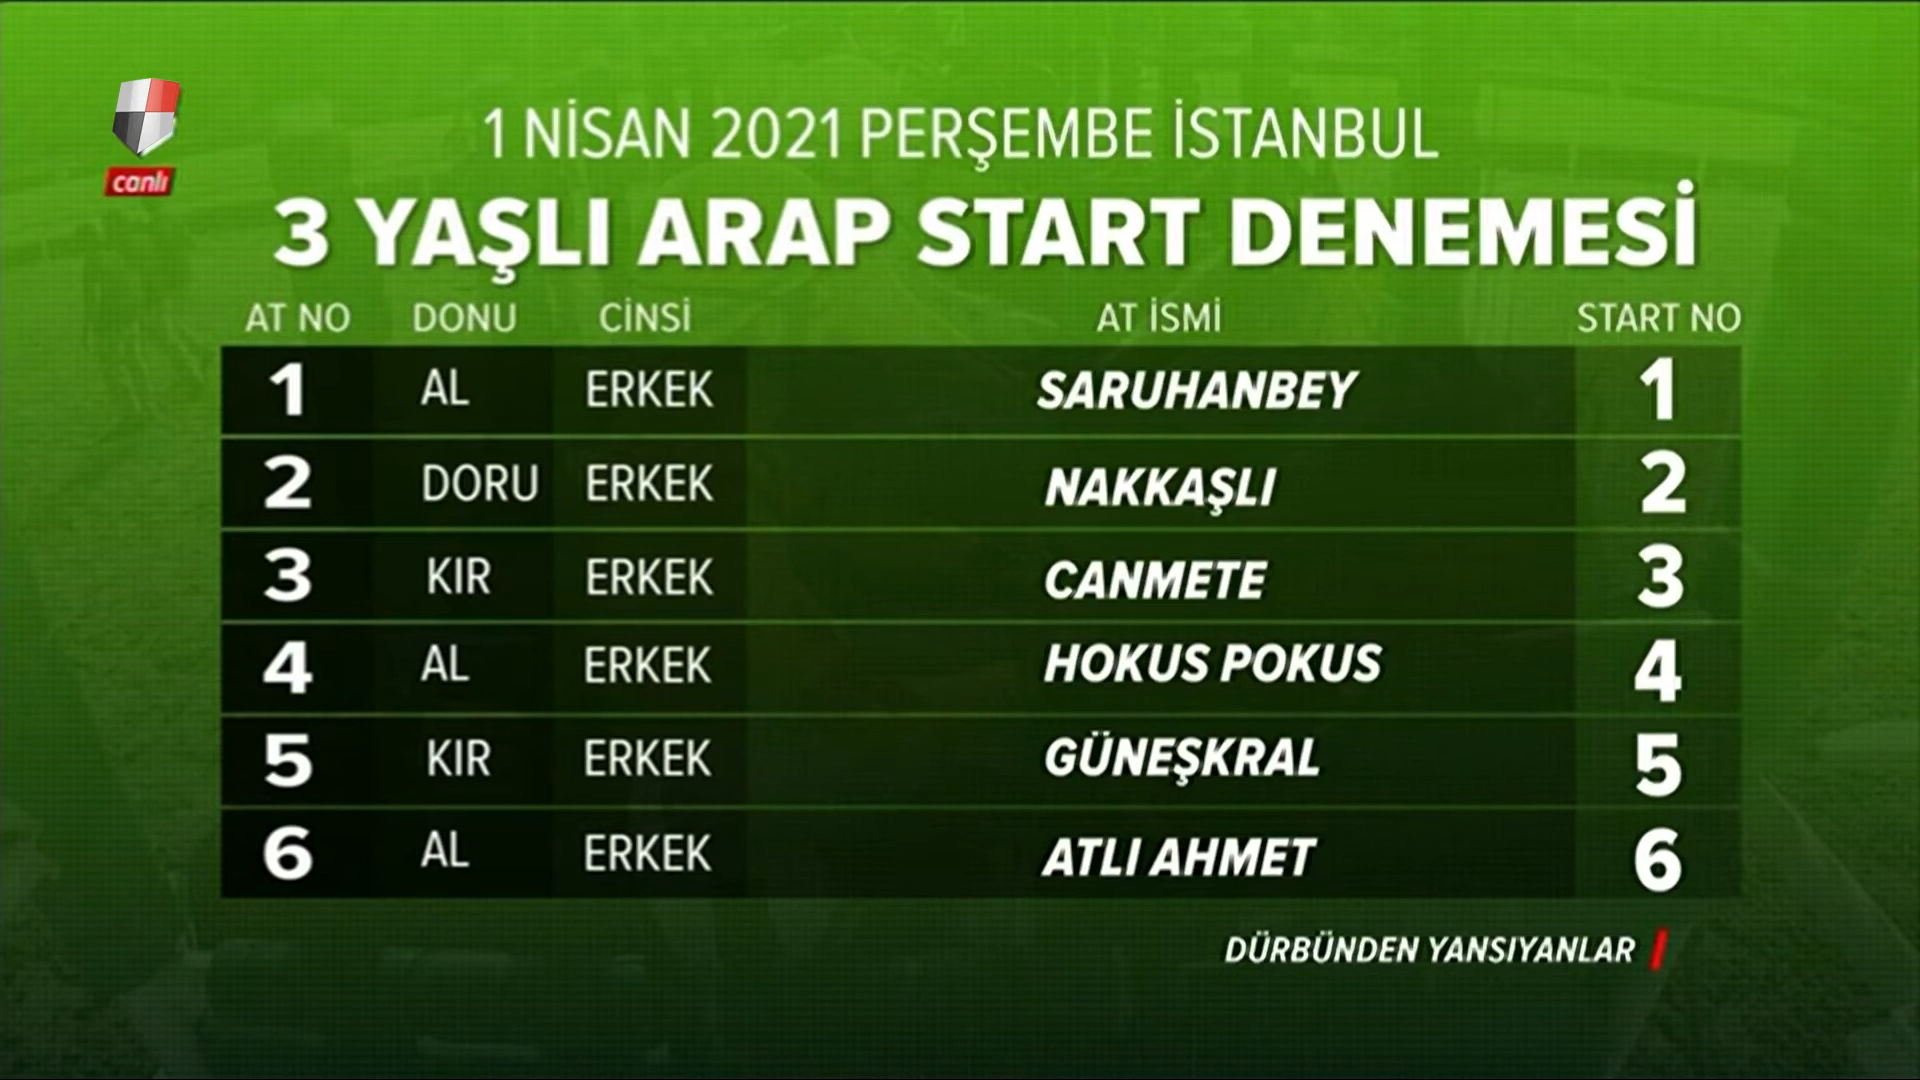 canlı
1 NİSAN 2021 PERŞEMBE İSTANBUL
3 YAŞLI ARAP START DENEMESİ
AT NO DONU CİNSİ AT İSMİ START NO
1 AL ERKEK SARUHANBEY 1
2 DORU ERKEK NAKKAŞLI 2
3 KIR ERKEK CANMETE 3
4 AL ERKEK HOKUS POKUS 4
5 KIR ERKEK GÜNEŞKRAL 5
6 AL ERKEK ATLI AHMET 6
DÜRBÜNDEN YANSIYANLAR